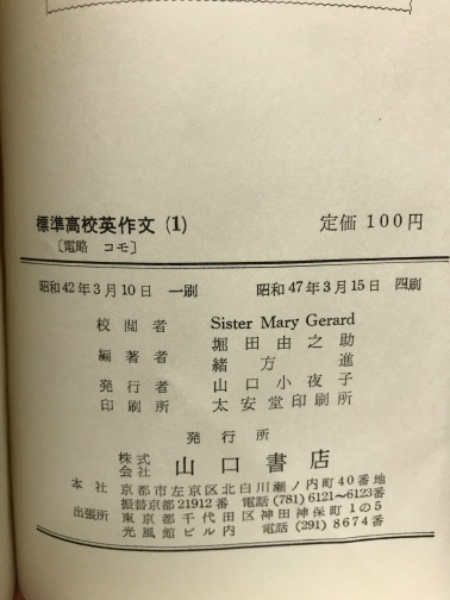 標準高校英作文 (1) 定価 100円
〔電略 コモ〕
昭和42年3月10日 一刷 昭和47年3月15日 四刷
校閲者 Sister Mary Gerard
編著者 堀田由之助
緒方進
発行者 山口小夜子
印刷所 太安堂印刷所
発行所
株式会社 山口書店
本社 京都市左京区北白川瀬ノ内町40番地
振替京都21912番 電話(781)6121〜6123番
出張所 東京都千代田区神田神保町1の5
光風館ビル内 電話(291)8674番